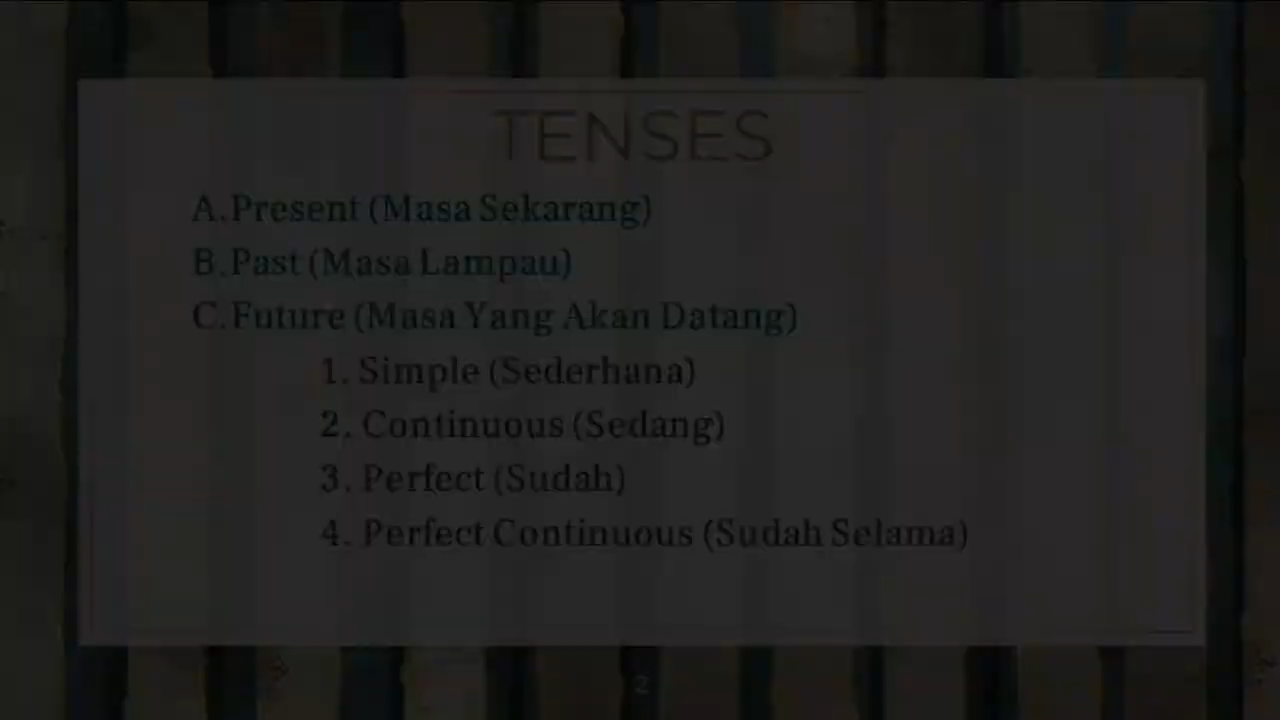 TENSES
A. Present (Masa Sekarang)
B. Past (Masa Lampau)
C. Future (Masa Yang Akan Datang)
1. Simple (Sederhana)
2. Continuous (Sedang)
3. Perfect (Sudah)
4. Perfect Continuous (Sudah Selama)
2